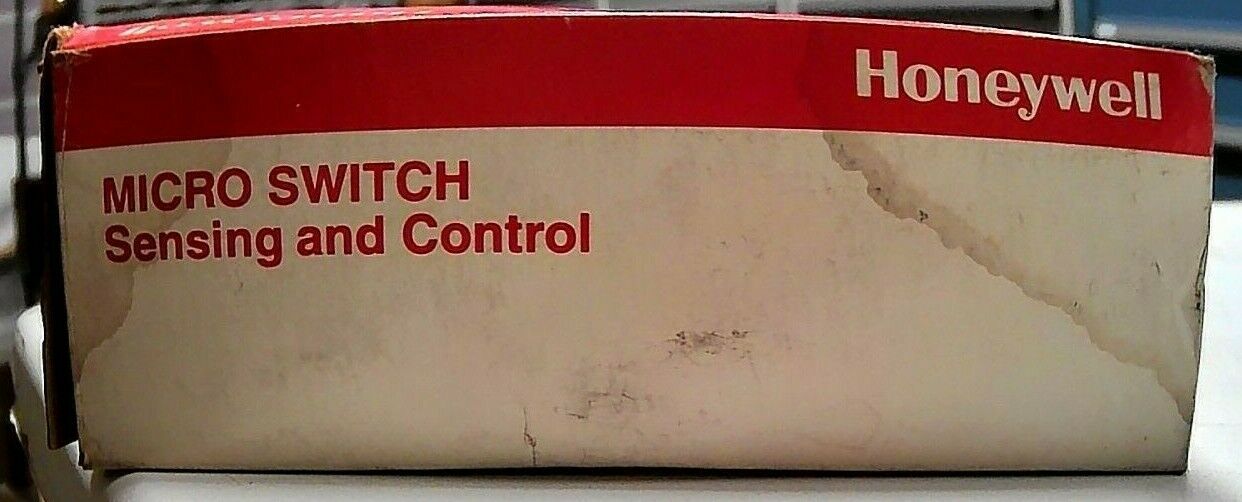 Honeywell
MICRO SWITCH
Sensing and Control